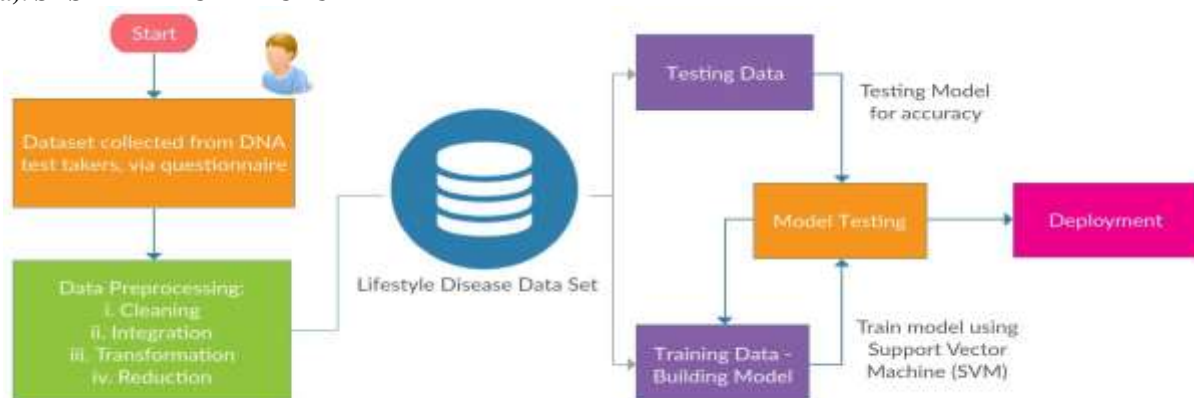 Start
Dataset collected from DNA
test takers, via questionnaire
Data Preprocessing:
i. Cleaning
ii. Integration
iii. Transformation
iv. Reduction
Lifestyle Disease Data Set
Testing Data
Testing Model
for accuracy
Model Testing
Deployment
Training Data -
Building Model
Train model using
Support Vector
Machine (SVM)